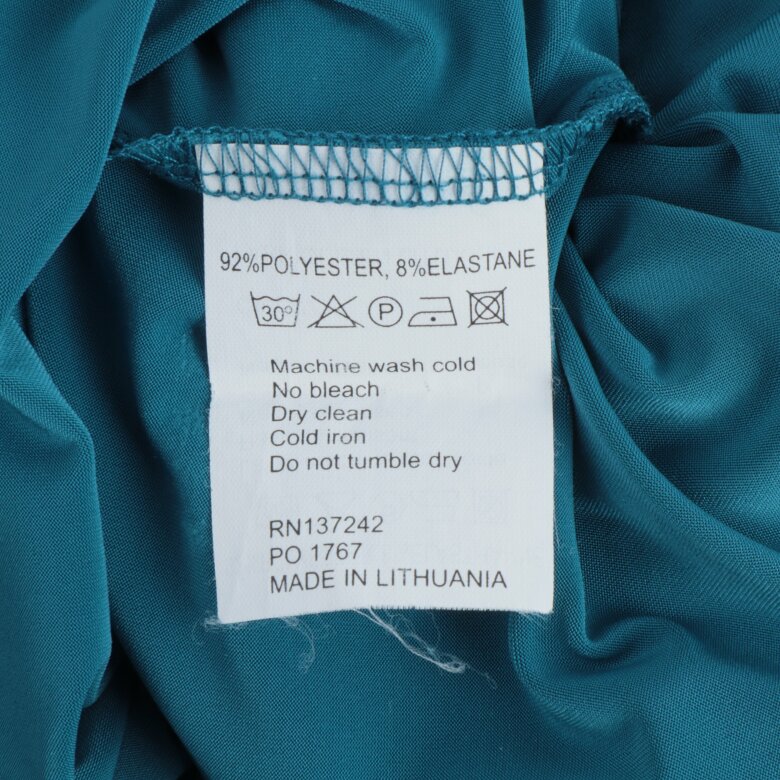 92%POLYESTER, 8%ELASTANE
30° P
Machine wash cold
No bleach
Dry clean
Cold iron
Do not tumble dry
RN137242
PO 1767
MADE IN LITHUANIA